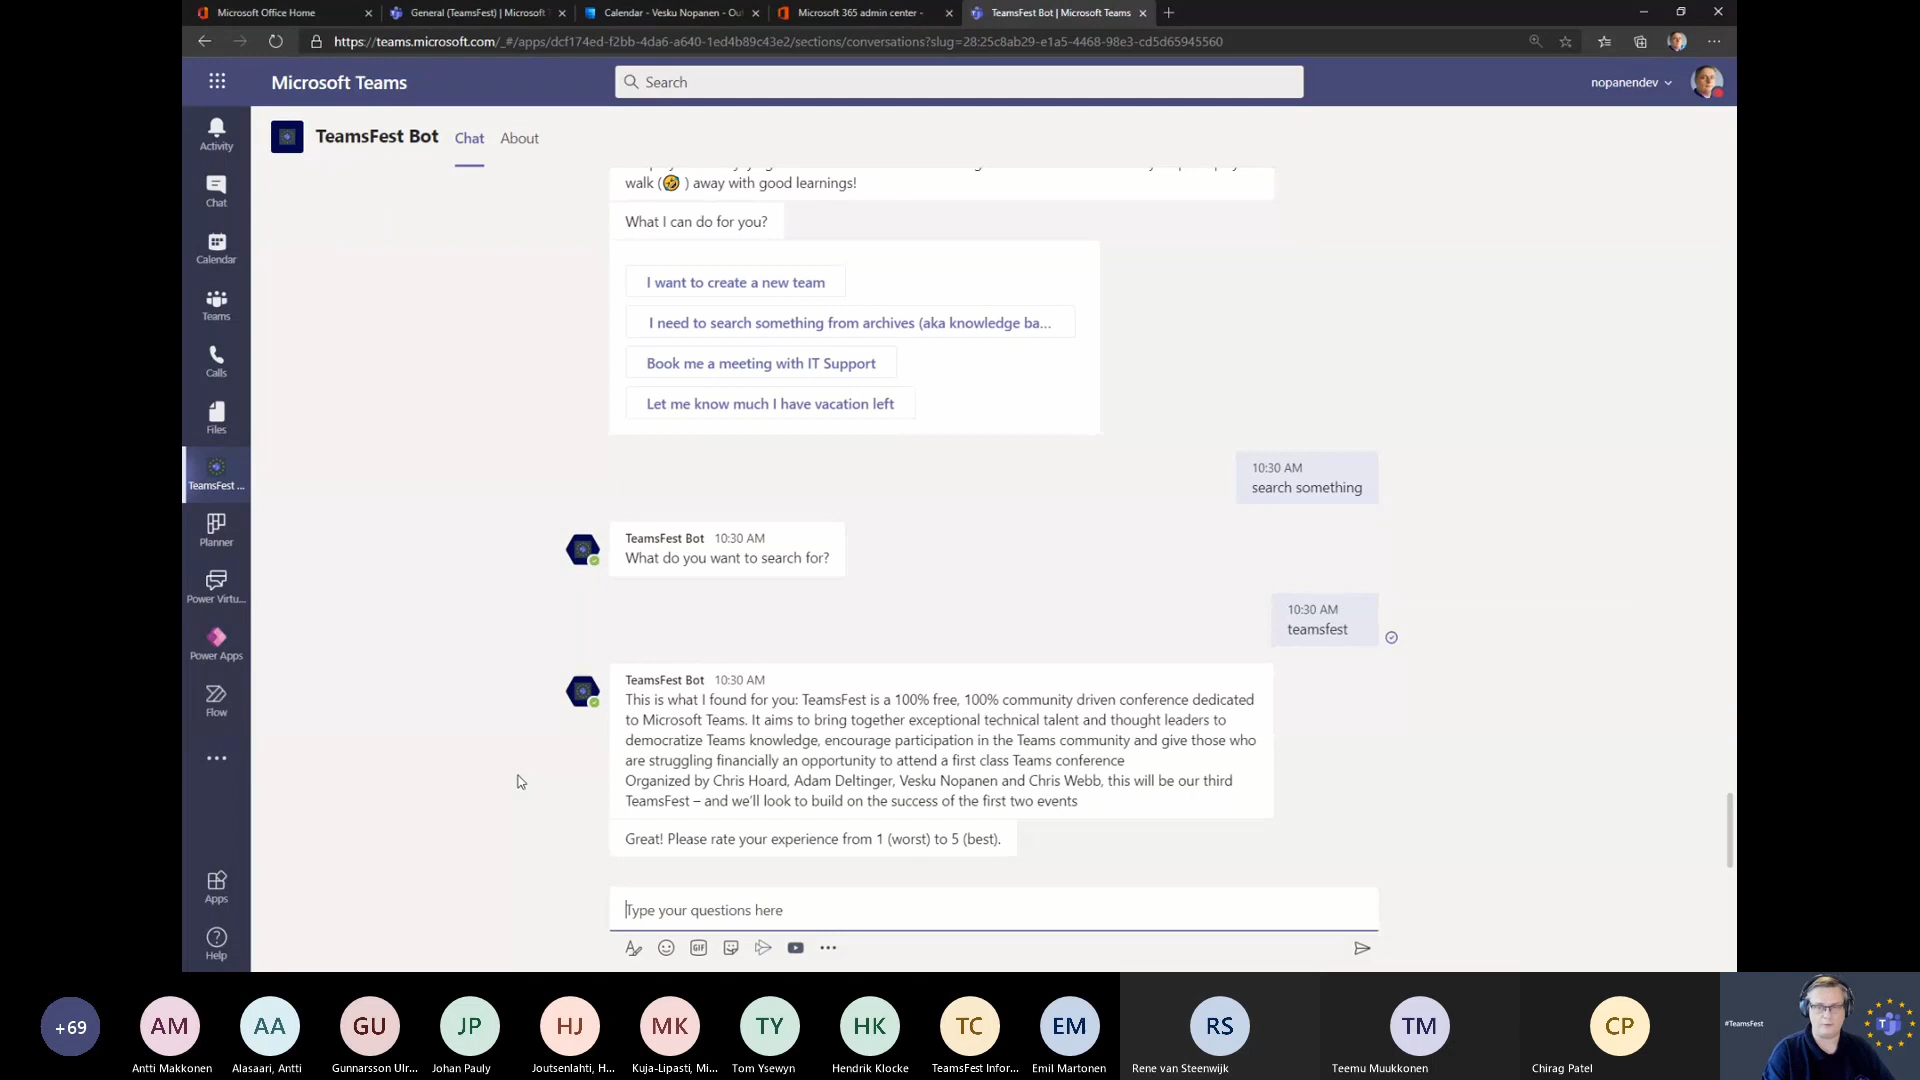 Microsoft Office Home
General (TeamsFest) | Microsoft
Calendar - Vesku Nopanen - Out
Microsoft 365 admin center -
TeamsFest Bot | Microsoft Teams
https://teams.microsoft.com/_#/apps/dcf174ed-f2bb-4da6-a640-1ed4b89c43e2/sections/conversations?slug=28:25c8ab29-e1a5-4468-98e3-cd5d65945560
Microsoft Teams
Search
nopanendev
Activity
Chat
Calendar
Teams
Calls
Files
TeamsFest ...
Planner
Power Virtu...
Power Apps
Flow
Apps
Help
TeamsFest Bot
Chat
About
walk (🤣 ) away with good learnings!
What I can do for you?
I want to create a new team
I need to search something from archives (aka knowledge ba...
Book me a meeting with IT Support
Let me know much I have vacation left
10:30 AM
search something
TeamsFest Bot 10:30 AM
What do you want to search for?
10:30 AM
teamsfest
TeamsFest Bot 10:30 AM
This is what I found for you: TeamsFest is a 100% free, 100% community driven conference dedicated
to Microsoft Teams. It aims to bring together exceptional technical talent and thought leaders to
democratize Teams knowledge, encourage participation in the Teams community and give those who
are struggling financially an opportunity to attend a first class Teams conference
Organized by Chris Hoard, Adam Deltinger, Vesku Nopanen and Chris Webb, this will be our third
TeamsFest – and we'll look to build on the success of the first two events
Great! Please rate your experience from 1 (worst) to 5 (best).
Type your questions here
GIF
+69
AM
AA
GU
JP
HJ
MK
TY
HK
TC
EM
RS
TM
CP
Antti Makkonen
Alasaari, Antti
Gunnarsson Ulr...
Johan Pauly
Joutsenlahti, H...
Kuja-Lipasti, Mi...
Tom Ysewyn
Hendrik Klocke
TeamsFest Infor...
Emil Martonen
Rene van Steenwijk
Teemu Muukkonen
Chirag Patel
#TeamsFest